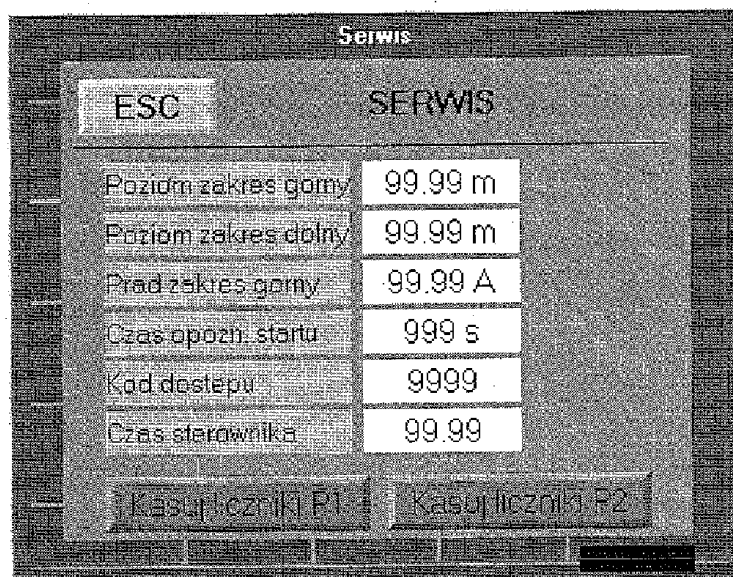 Serwis
ESC SERWIS
Poziom zakres gorny 99.99 m
Poziom zakres dolny 99.99 m
Prad zakres gorny 99.99 A
Czas opozn. startu 999 s
Kod dostepu 9999
Czas sterownika 99.99
Kasuj liczniki P1 Kasuj liczniki P2